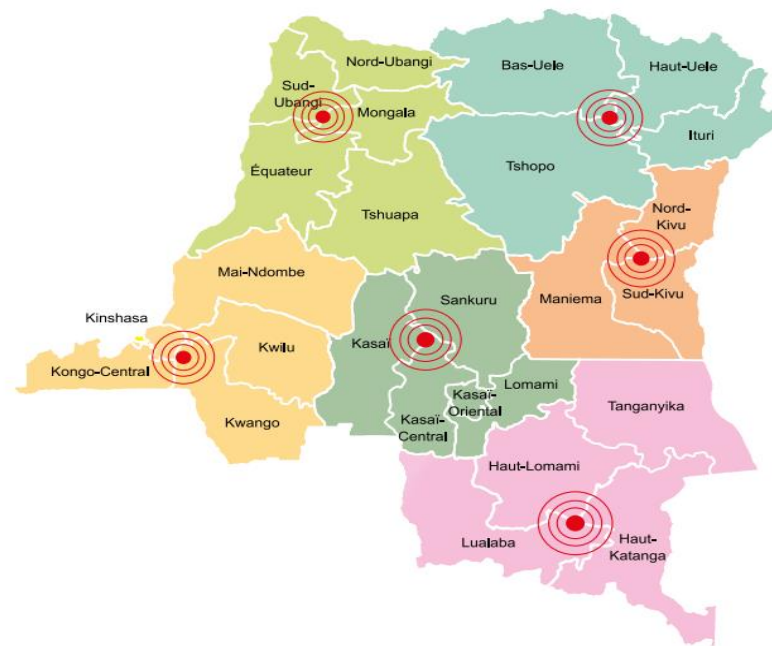 Nord-Ubangi
Bas-Uele
Haut-Uele
Sud-
Ubangi
Mongala
Ituri
Équateur
Tshopo
Tshuapa
Nord-
Kivu
Mai-Ndombe
Sankuru
Maniema
Sud-Kivu
Kinshasa
Kasaï
Kwilu
Kongo-Central
Lomami
Kasaï-
Oriental
Tanganyika
Kwango
Kasaï-
Central
Haut-Lomami
Lualaba
Haut-
Katanga